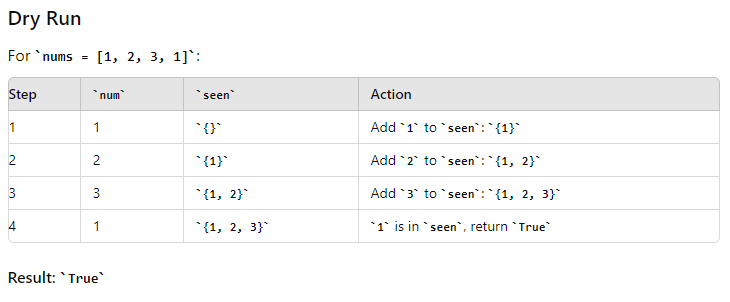 Dry Run
For `nums = [1, 2, 3, 1]`:
Step `num` `seen` Action
1 1 `{}` Add `1` to `seen`: `{1}`
2 2 `{1}` Add `2` to `seen`: `{1, 2}`
3 3 `{1, 2}` Add `3` to `seen`: `{1, 2, 3}`
4 1 `{1, 2, 3}` `1` is in `seen`, return `True`
Result: `True`